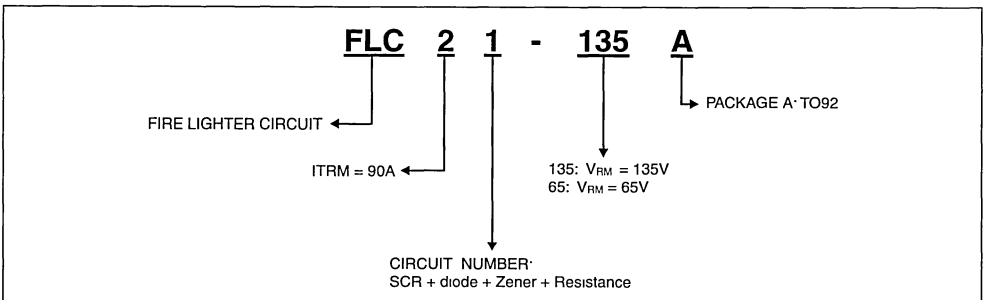 FLC 2 1 - 135 A
PACKAGE A· TO92
FIRE LIGHTER CIRCUIT
ITRM = 90A
135: VRM = 135V
65: VRM = 65V
CIRCUIT NUMBER·
SCR + diode + Zener + Resistance